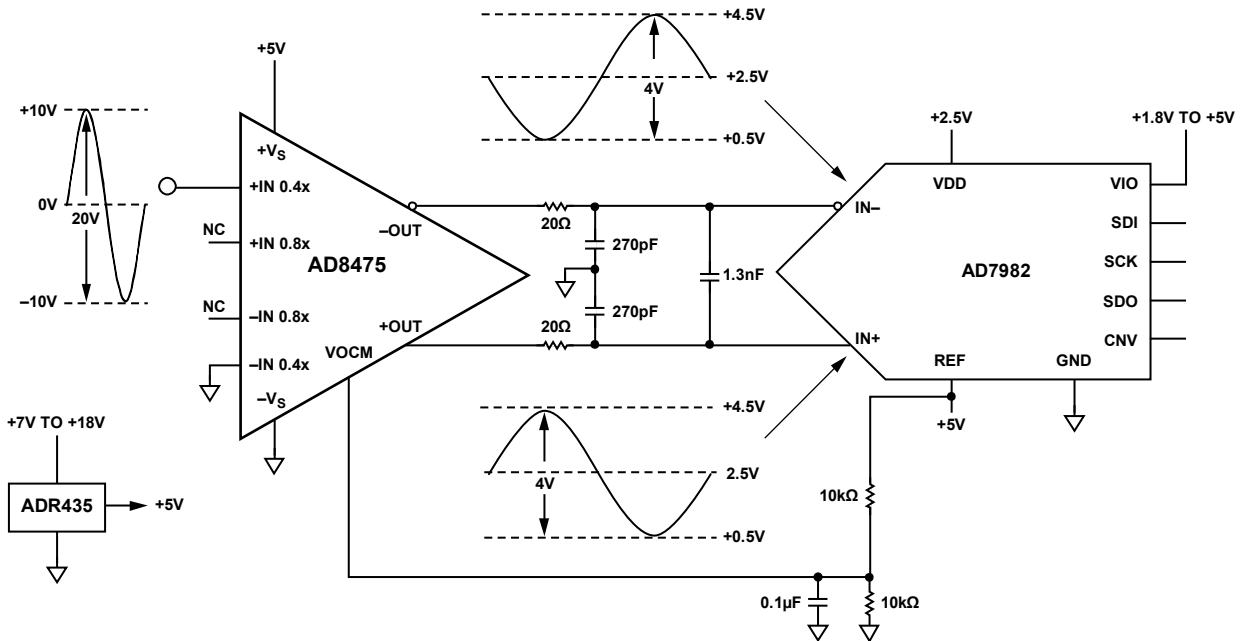 +5V
+10V
0V
20V
–10V
+VS
+IN 0.4x
NC
+IN 0.8x
AD8475
NC
–IN 0.8x
–IN 0.4x
–VS
VOCM
–OUT
+OUT
+7V TO +18V
ADR435
+5V
+4.5V
+2.5V
4V
+0.5V
20Ω
270pF
1.3nF
270pF
20Ω
+4.5V
2.5V
4V
+0.5V
+2.5V
+1.8V TO +5V
VDD
VIO
IN–
SDI
AD7982
SCK
SDO
IN+
CNV
REF
GND
+5V
10kΩ
0.1µF
10kΩ